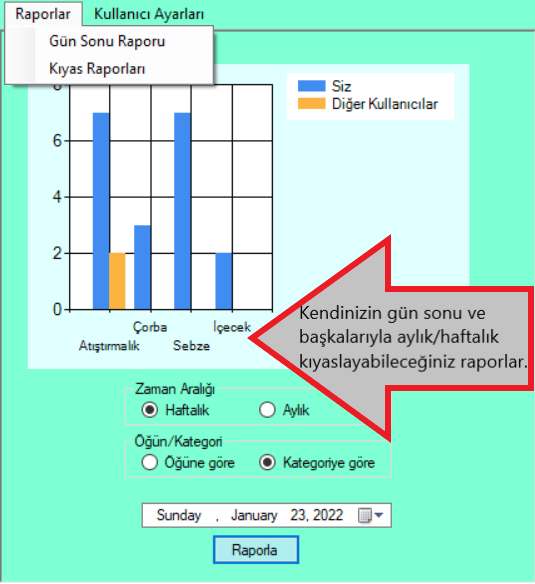 Raporlar Kullanıcı Ayarları
Gün Sonu Raporu
Kıyas Raporları
8
Siz
Diğer Kullanıcılar
6
4
2
0
Çorba İçecek
Atıştırmalık Sebze
Kendinizin gün sonu ve
başkalarıyla aylık/haftalık
kıyaslayabileceğiniz raporlar.
Zaman Aralığı
Haftalık Aylık
Öğün/Kategori
Öğüne göre Kategoriye göre
Sunday , January 23, 2022
Raporla